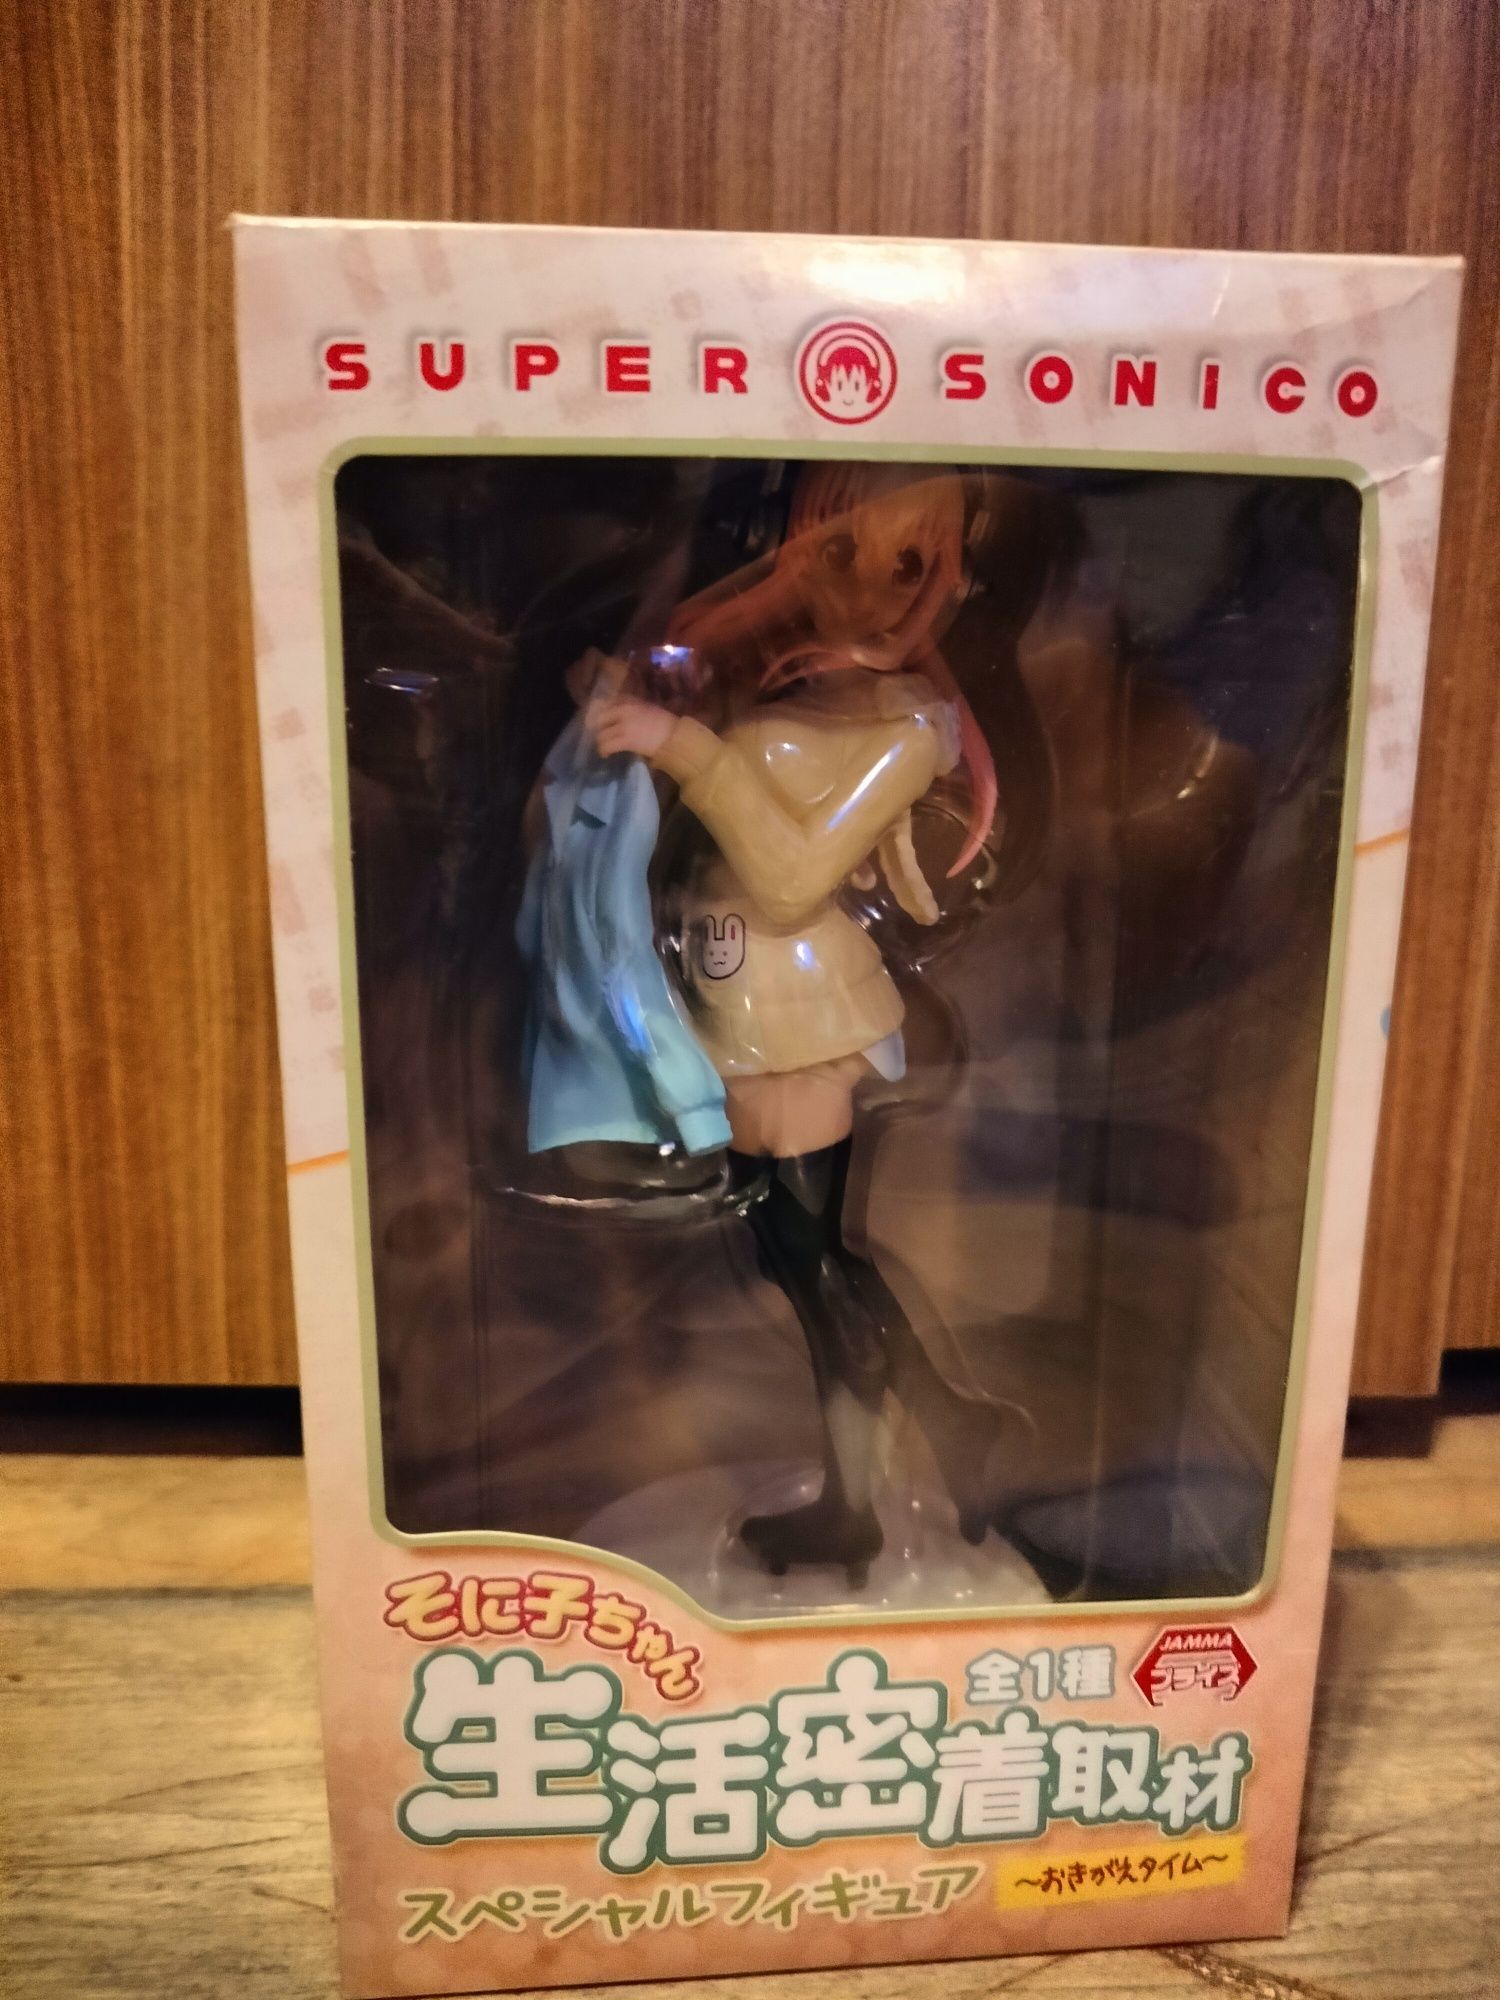 SUPER SONICO
そに子ちゃん
全1種
JAMMA
プライズ
生活密着取材
スペシャルフィギュア
～おきがえタイム～